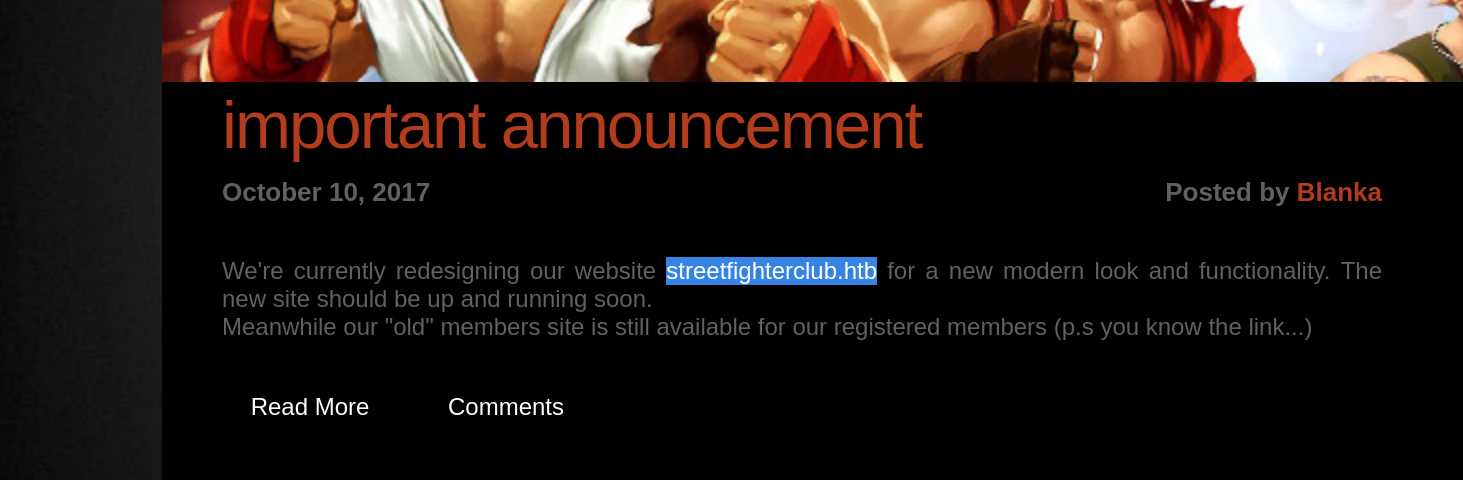 important announcement
October 10, 2017
Posted by Blanka
We're currently redesigning our website streetfighterclub.htb for a new modern look and functionality. The
new site should be up and running soon.
Meanwhile our "old" members site is still available for our registered members (p.s you know the link...)
Read More
Comments